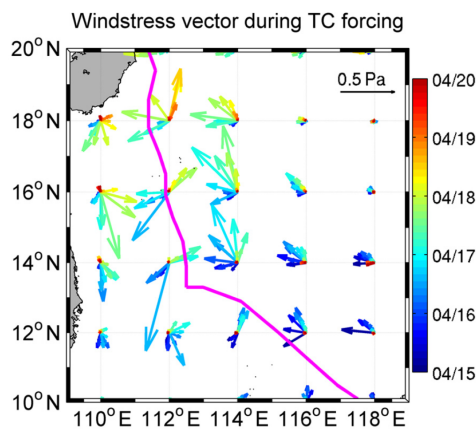 Windstress vector during TC forcing
20°N
18°N
16°N
14°N
12°N
10°N
110°E 112°E 114°E 116°E 118°E
0.5 Pa
04/20
04/19
04/18
04/17
04/16
04/15